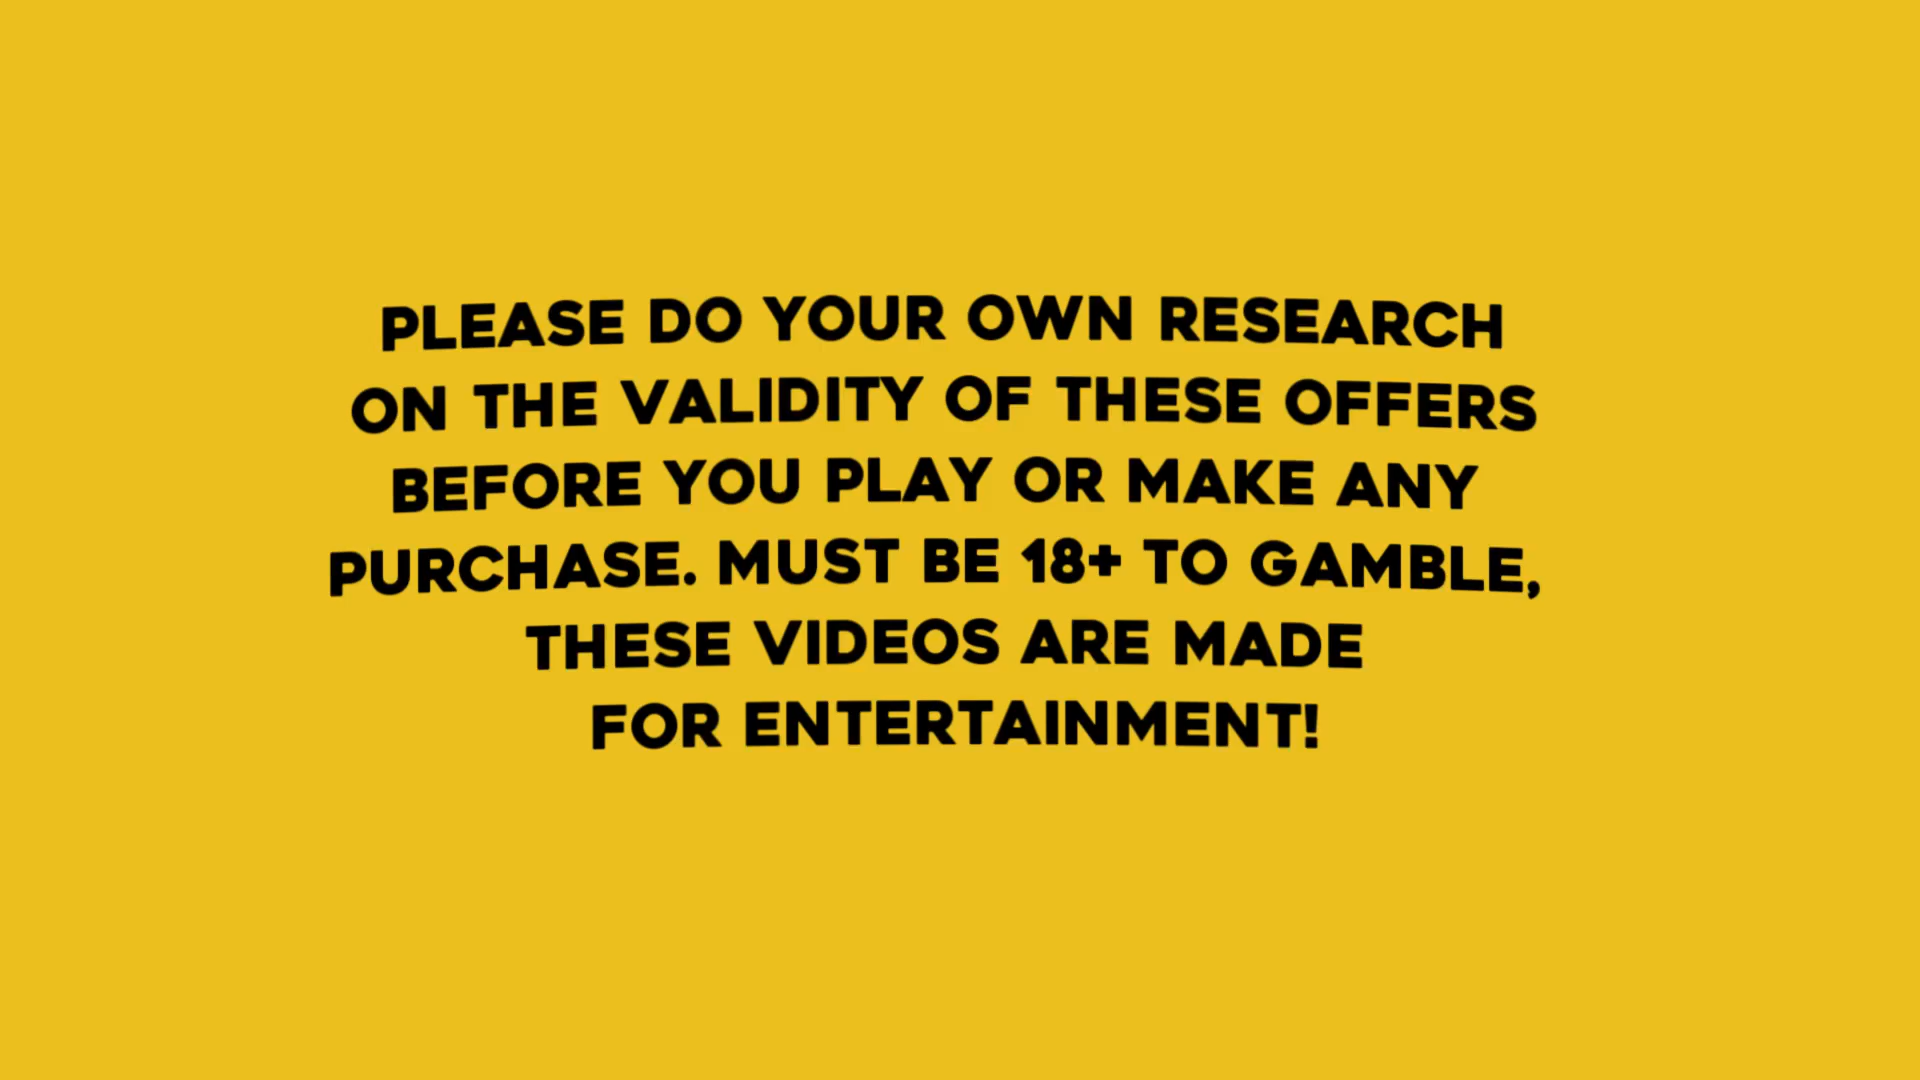 PLEASE DO YOUR OWN RESEARCH
ON THE VALIDITY OF THESE OFFERS
BEFORE YOU PLAY OR MAKE ANY
PURCHASE. MUST BE 18+ TO GAMBLE,
THESE VIDEOS ARE MADE
FOR ENTERTAINMENT!